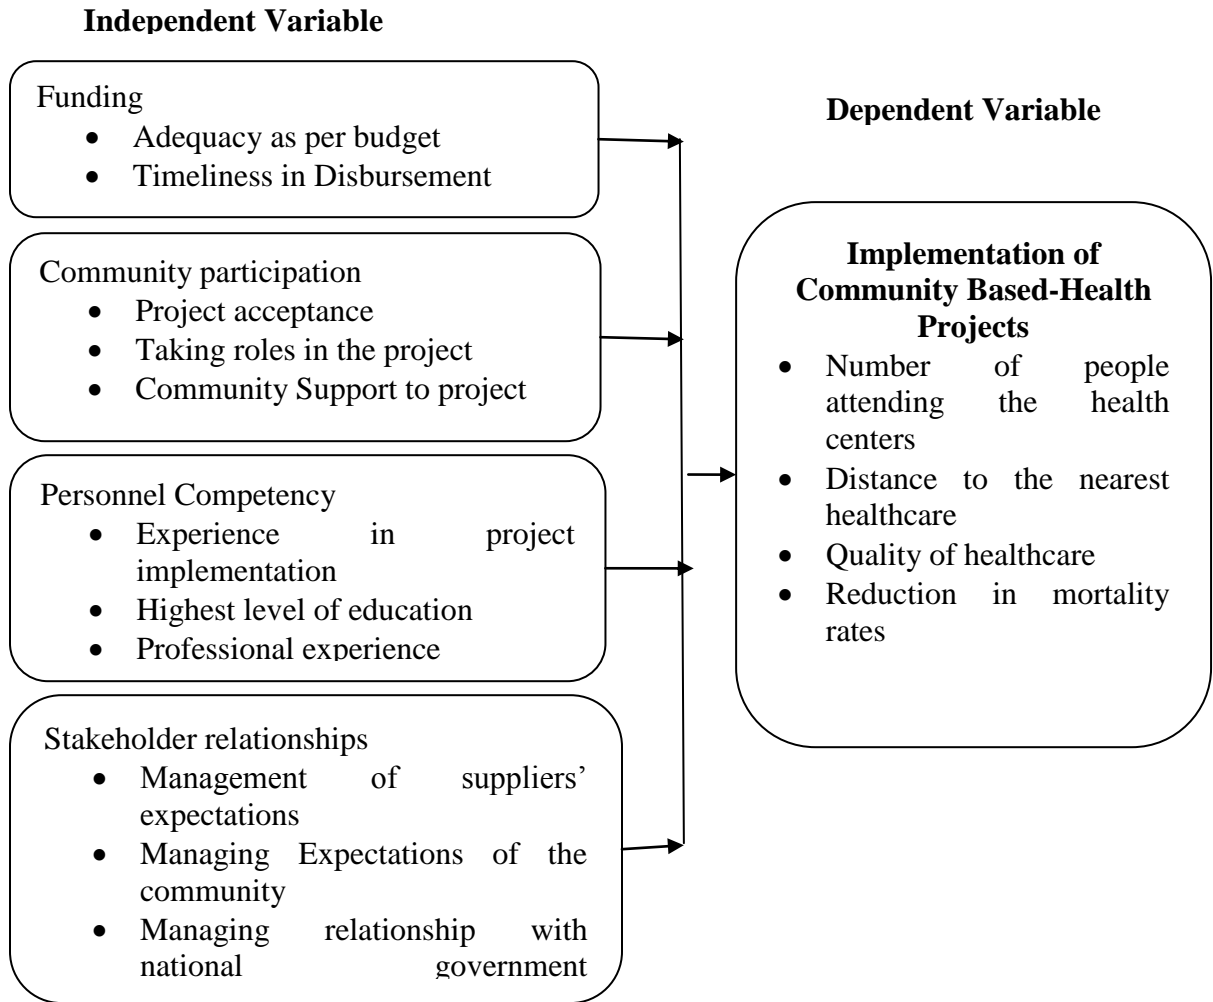 Independent Variable
Funding
• Adequacy as per budget
• Timeliness in Disbursement
Community participation
• Project acceptance
• Taking roles in the project
• Community Support to project
Personnel Competency
• Experience in project
implementation
• Highest level of education
• Professional experience
Stakeholder relationships
• Management of suppliers’
expectations
• Managing Expectations of the
community
• Managing relationship with
national government
Dependent Variable
Implementation of
Community Based-Health
Projects
• Number of people
attending the health
centers
• Distance to the nearest
healthcare
• Quality of healthcare
• Reduction in mortality
rates